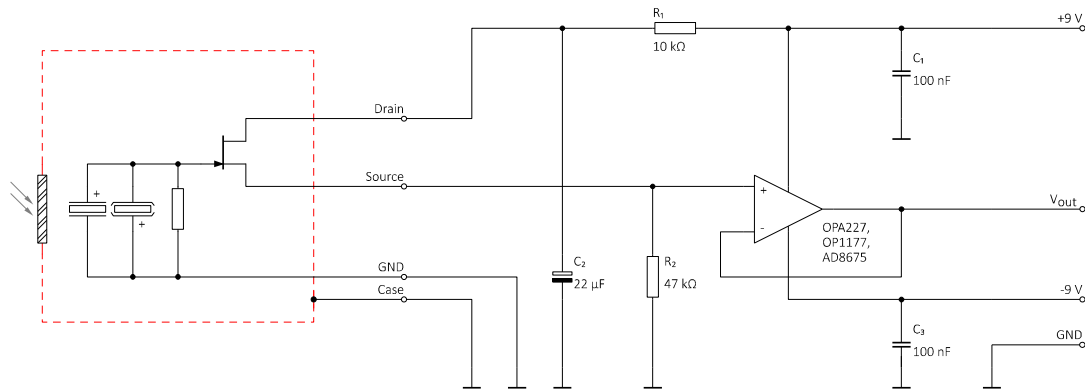 R₁
10 kΩ
+9 V
C₁
100 nF
Drain
+
+
Source
+
-
Vout
OPA227,
OP1177,
AD8675
GND
Case
C₂
22 µF
R₂
47 kΩ
-9 V
C₃
100 nF
GND